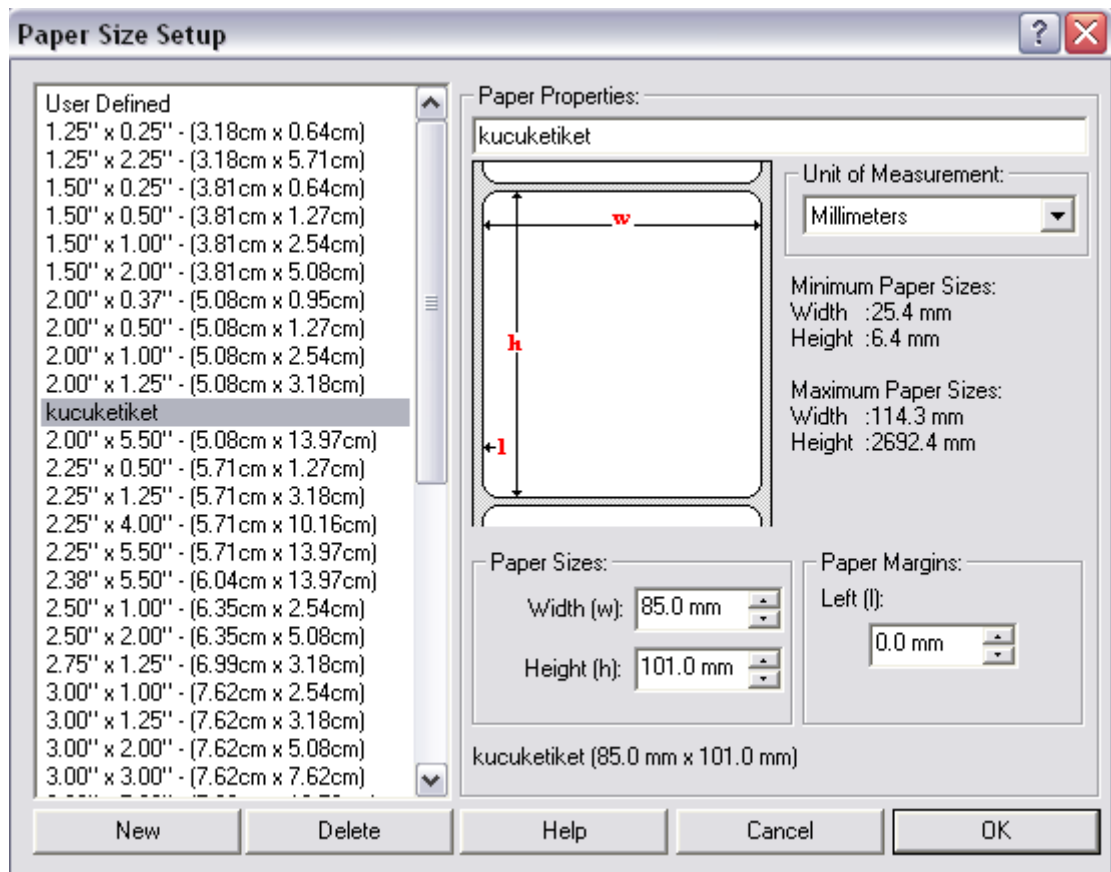 Paper Size Setup
User Defined
1.25'' x 0.25'' - (3.18cm x 0.64cm)
1.25'' x 2.25'' - (3.18cm x 5.71cm)
1.50'' x 0.25'' - (3.81cm x 0.64cm)
1.50'' x 0.50'' - (3.81cm x 1.27cm)
1.50'' x 1.00'' - (3.81cm x 2.54cm)
1.50'' x 2.00'' - (3.81cm x 5.08cm)
2.00'' x 0.37'' - (5.08cm x 0.95cm)
2.00'' x 0.50'' - (5.08cm x 1.27cm)
2.00'' x 1.00'' - (5.08cm x 2.54cm)
2.00'' x 1.25'' - (5.08cm x 3.18cm)
kucuketiket
2.00'' x 5.50'' - (5.08cm x 13.97cm)
2.25'' x 0.50'' - (5.71cm x 1.27cm)
2.25'' x 1.25'' - (5.71cm x 3.18cm)
2.25'' x 4.00'' - (5.71cm x 10.16cm)
2.25'' x 5.50'' - (5.71cm x 13.97cm)
2.38'' x 5.50'' - (6.04cm x 13.97cm)
2.50'' x 1.00'' - (6.35cm x 2.54cm)
2.50'' x 2.00'' - (6.35cm x 5.08cm)
2.75'' x 1.25'' - (6.99cm x 3.18cm)
3.00'' x 1.00'' - (7.62cm x 2.54cm)
3.00'' x 1.25'' - (7.62cm x 3.18cm)
3.00'' x 2.00'' - (7.62cm x 5.08cm)
3.00'' x 3.00'' - (7.62cm x 7.62cm)
Paper Properties:
kucuketiket
w
h
l
Unit of Measurement:
Millimeters
Minimum Paper Sizes:
Width :25.4 mm
Height :6.4 mm
Maximum Paper Sizes:
Width :114.3 mm
Height :2692.4 mm
Paper Sizes:
Width (w): 85.0 mm
Height (h): 101.0 mm
Paper Margins:
Left (l):
0.0 mm
kucuketiket (85.0 mm x 101.0 mm)
New
Delete
Help
Cancel
OK